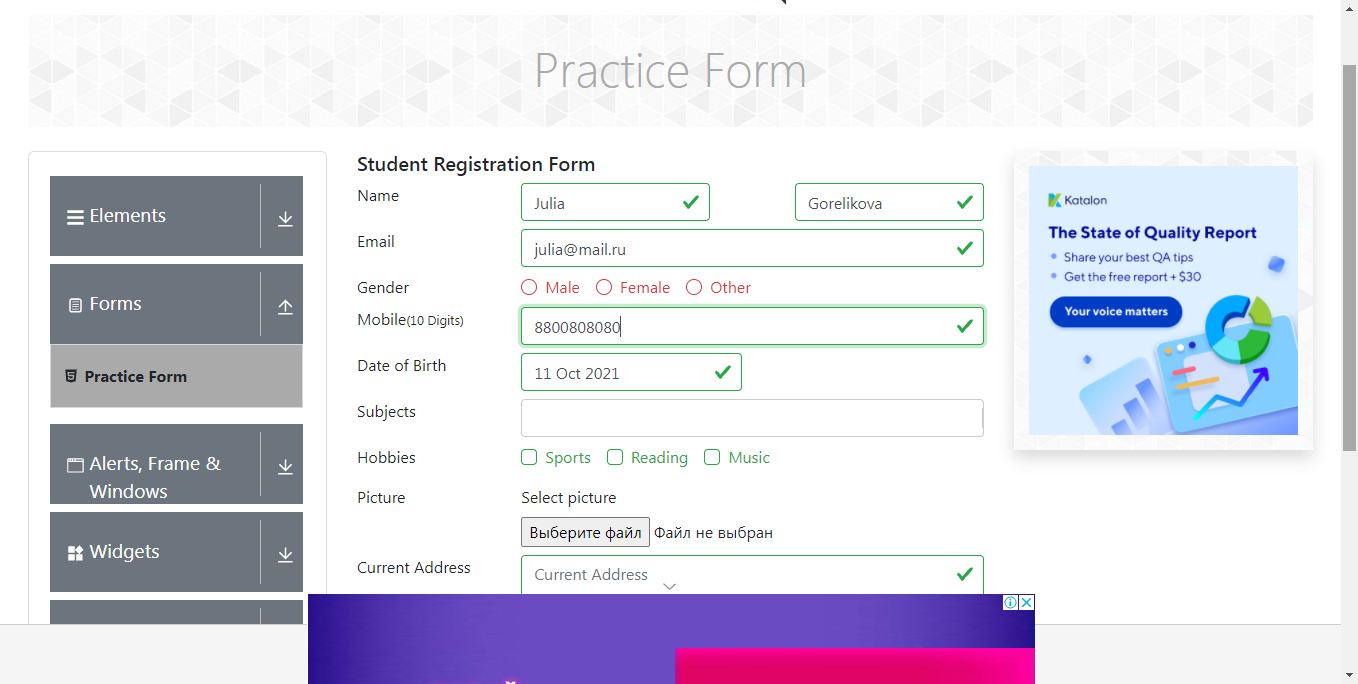 Practice Form
Elements
Forms
Practice Form
Alerts, Frame &
Windows
Widgets
Student Registration Form
Name Julia Gorelikova
Email julia@mail.ru
Gender Male Female Other
Mobile(10 Digits) 8800808080
Date of Birth 11 Oct 2021
Subjects
Hobbies Sports Reading Music
Picture Select picture
Выберите файл Файл не выбран
Current Address Current Address
Katalon
The State of Quality Report
• Share your best QA tips
• Get the free report + $30
Your voice matters